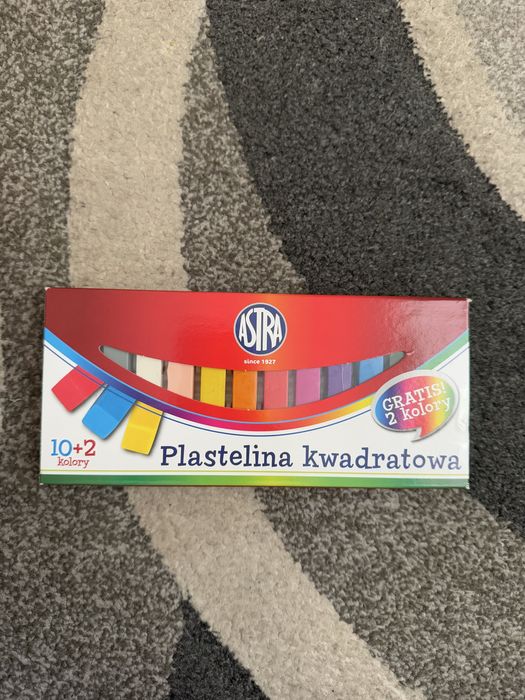 ASTRA
since 1927
GRATIS!
2 kolory
10+2
kolory
Plastelina kwadratowa